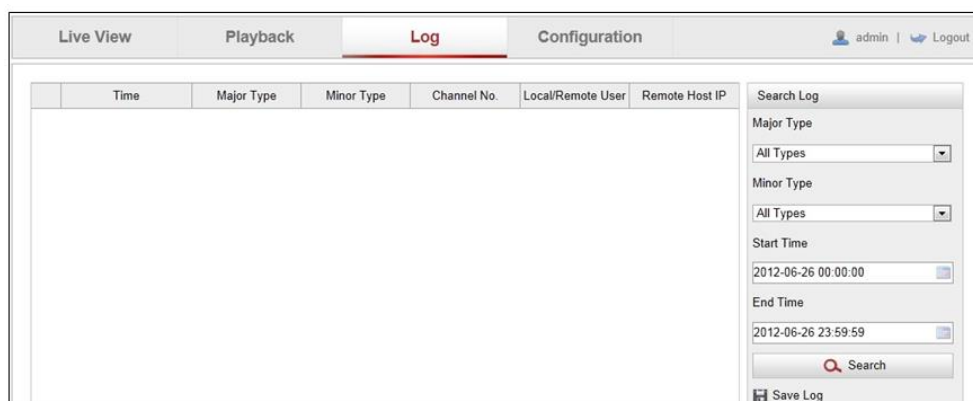 Live View Playback Log Configuration admin | Logout
Time Major Type Minor Type Channel No. Local/Remote User Remote Host IP
Search Log
Major Type
All Types
Minor Type
All Types
Start Time
2012-06-26 00:00:00
End Time
2012-06-26 23:59:59
Search
Save Log